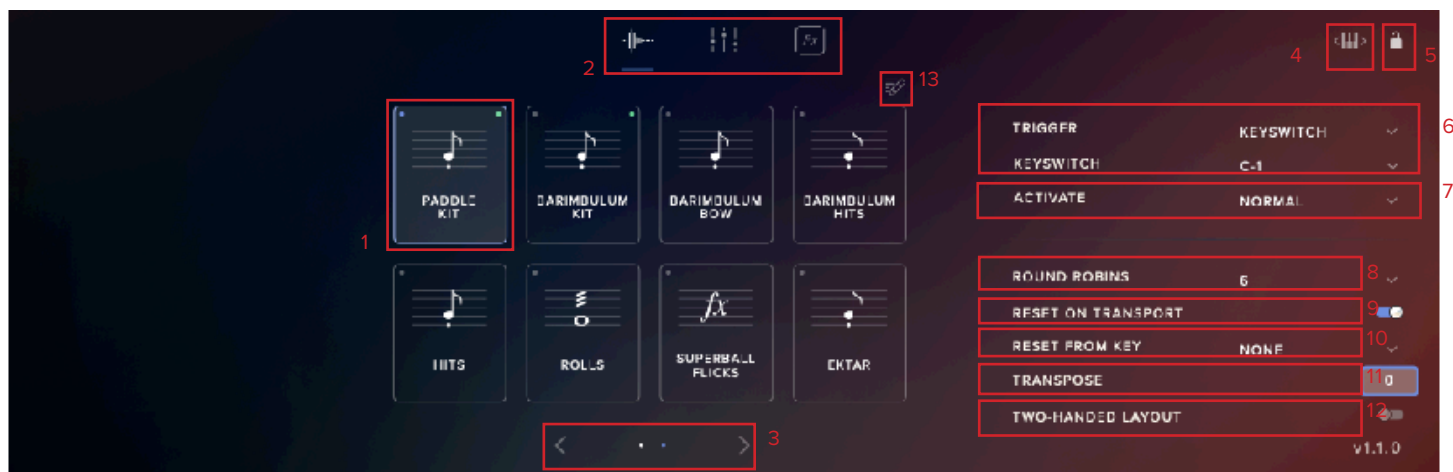 2
Fx
4
5
13
TRIGGER KEYSWITCH
6
KEYSWITCH C-1
ACTIVATE NORMAL
7
PADDLE
KIT
DARIMBULUM
KIT
DARIMBULUM
BOW
DARIMBULUM
HITS
1
ROUND ROBINS 6
8
RESET ON TRANSPORT
9
RESET FROM KEY NONE
10
TRANSPOSE 0
11
TWO-HANDED LAYOUT
12
HITS
ROLLS
fx
SUPERBALL
FLICKS
EKTAR
3
v1.1.0